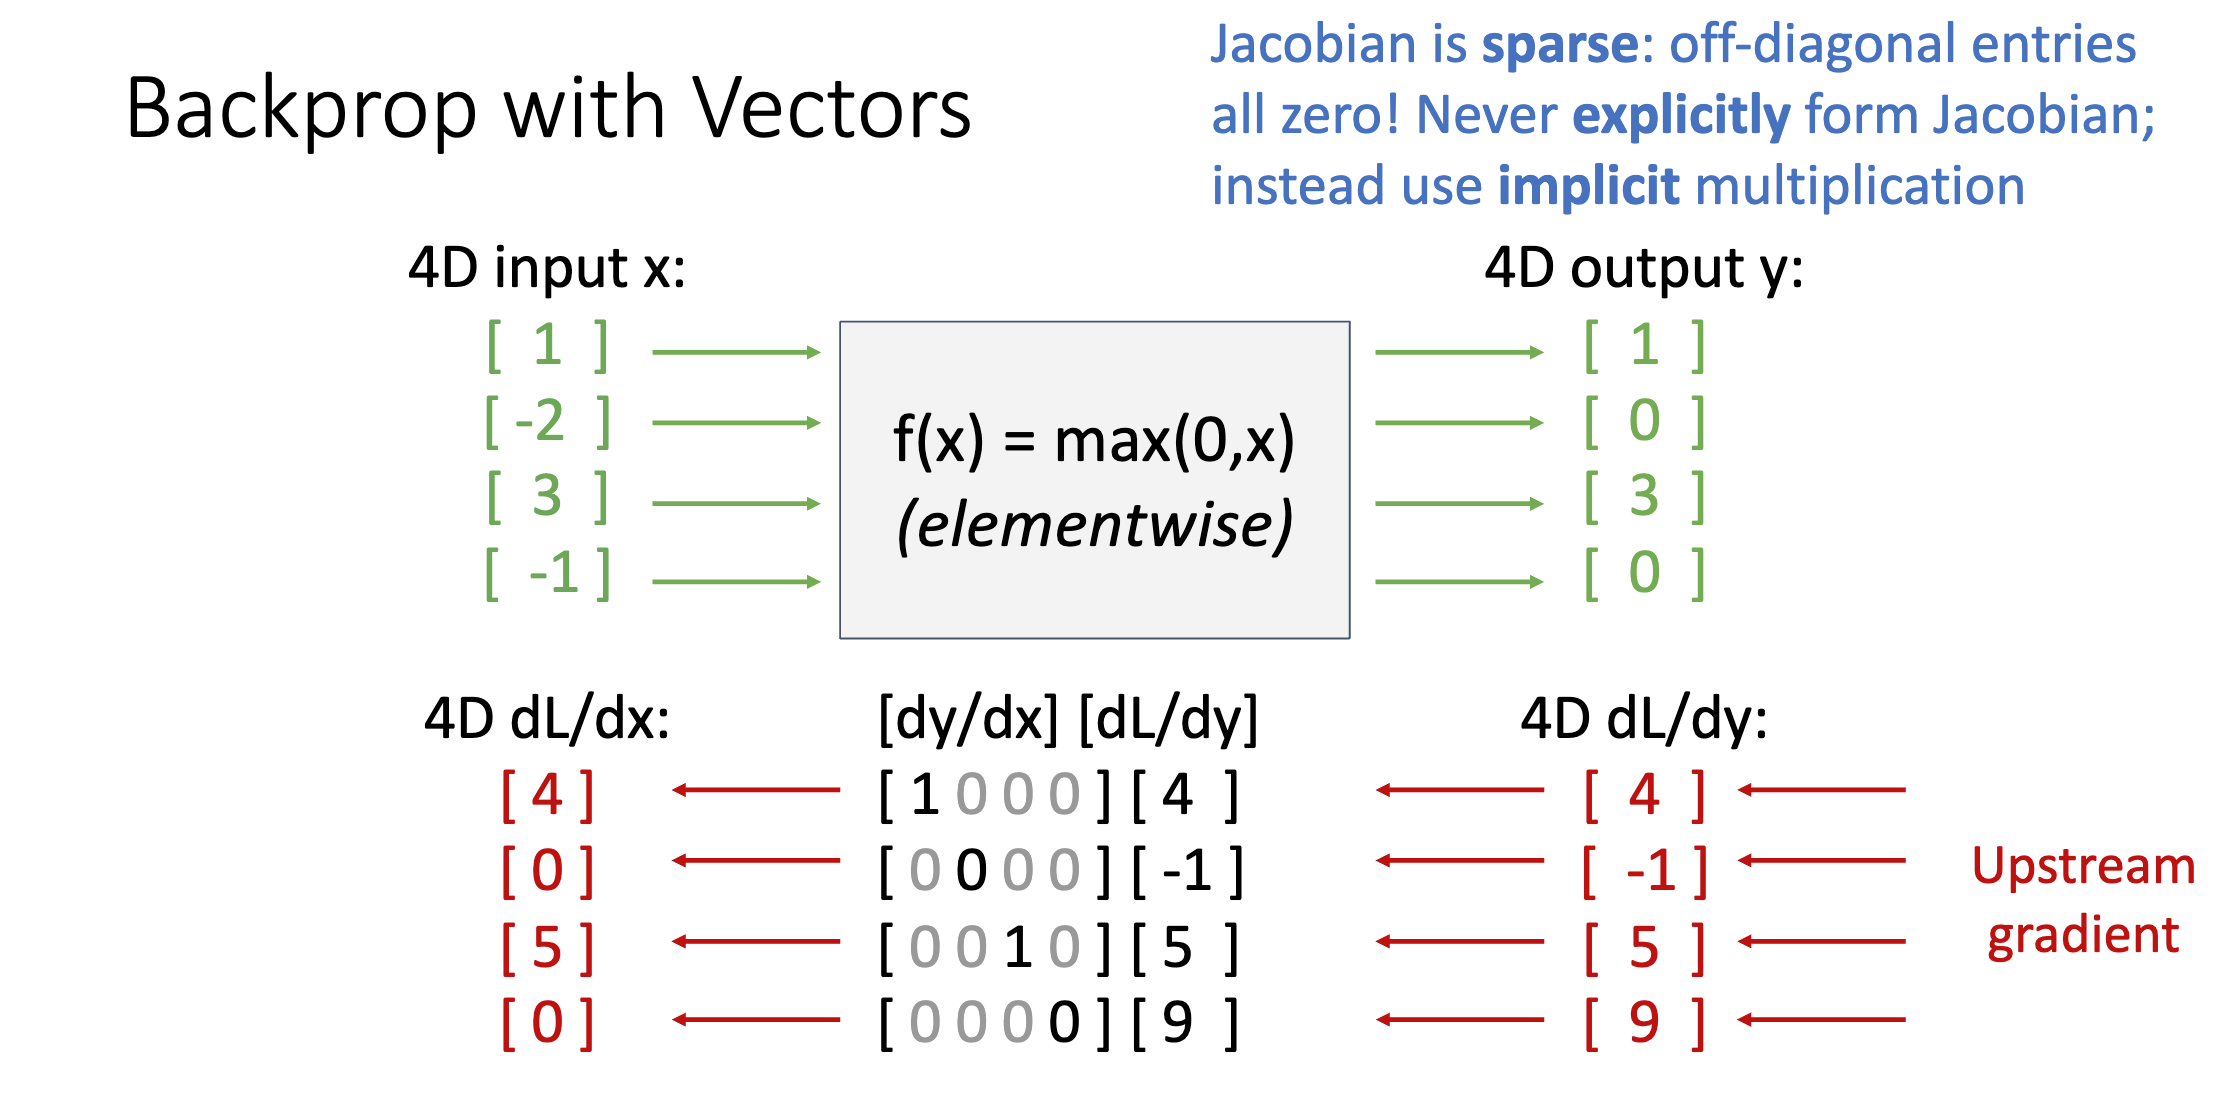 Backprop with Vectors
Jacobian is sparse: off-diagonal entries
all zero! Never explicitly form Jacobian;
instead use implicit multiplication
4D input x:
[ 1 ]
[ -2 ]
[ 3 ]
[ -1 ]
f(x) = max(0,x)
(elementwise)
4D output y:
[ 1 ]
[ 0 ]
[ 3 ]
[ 0 ]
4D dL/dx:
[ 4 ]
[ 0 ]
[ 5 ]
[ 0 ]
[dy/dx] [dL/dy]
[ 1 0 0 0 ] [ 4 ]
[ 0 0 0 0 ] [ -1 ]
[ 0 0 1 0 ] [ 5 ]
[ 0 0 0 0 ] [ 9 ]
4D dL/dy:
[ 4 ]
[ -1 ]
[ 5 ]
[ 9 ]
Upstream
gradient